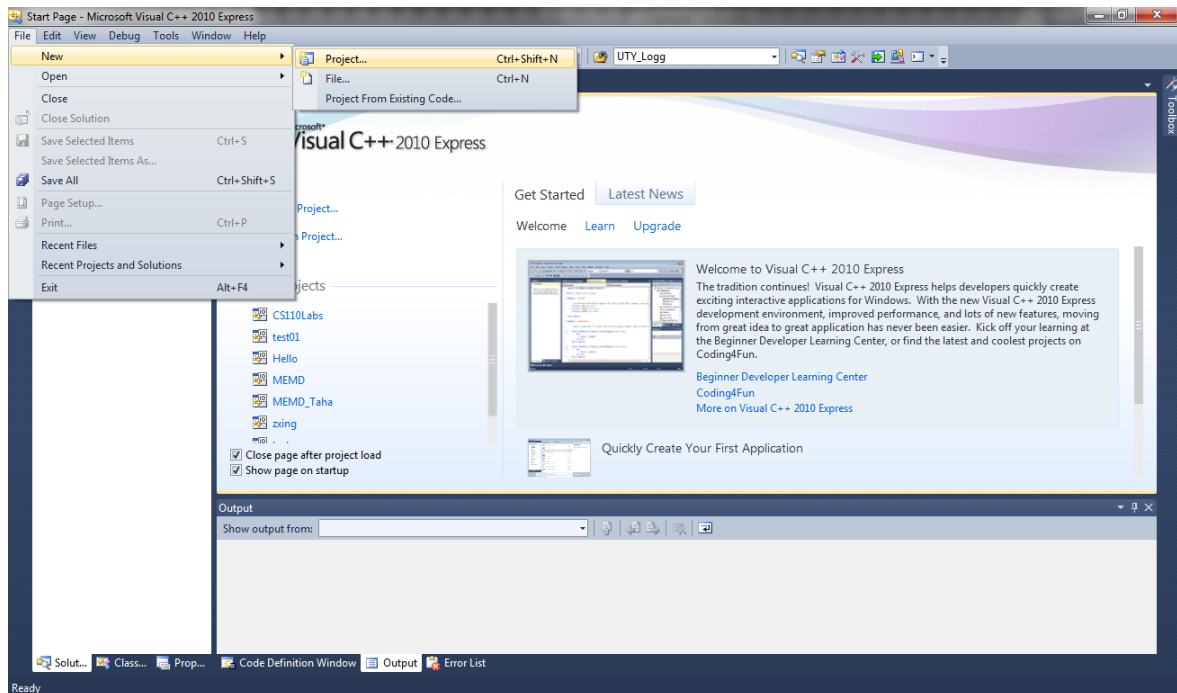 Start Page - Microsoft Visual C++ 2010 Express
File Edit View Debug Tools Window Help
New
Open
Close
Close Solution
Save Selected Items Ctrl+S
Save Selected Items As...
Save All Ctrl+Shift+S
Page Setup...
Print... Ctrl+P
Recent Files
Recent Projects and Solutions
Exit Alt+F4
Project... Ctrl+Shift+N
File... Ctrl+N
Project From Existing Code...
UTY_Logg
Toolbox
Visual C++ 2010 Express
Project...
Project...
CS110Labs
test01
Hello
MEMD
MEMD_Taha
zxing
Close page after project load
Show page on startup
Get Started Latest News
Welcome Learn Upgrade
Welcome to Visual C++ 2010 Express
The tradition continues! Visual C++ 2010 Express helps developers quickly create
exciting interactive applications for Windows. With the new Visual C++ 2010 Express
development environment, improved performance, and lots of new features, moving
from great idea to great application has never been easier. Kick off your learning at
the Beginner Developer Learning Center, or find the latest and coolest projects on
Coding4Fun.
Beginner Developer Learning Center
Coding4Fun
More on Visual C++ 2010 Express
Quickly Create Your First Application
Output
Show output from:
Solut... Class... Prop... Code Definition Window Output Error List
Ready